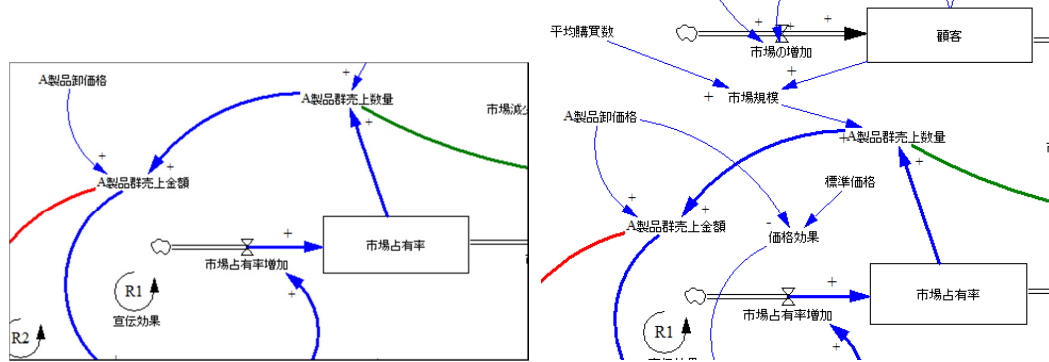 A製品卸価格
+
A製品群売上数量
+
市場減
+
+
A製品群売上金額
+
市場占有率
市場占有率増加
+
R1
宣伝効果
R2
平均購買数
+
+
+
顧客
市場の増加
+
+
市場規模
A製品卸価格
+
A製品群売上数量
+
標準価格
+
+
-
+
A製品群売上金額
価格効果
+
市場占有率
市場占有率増加
R1
+